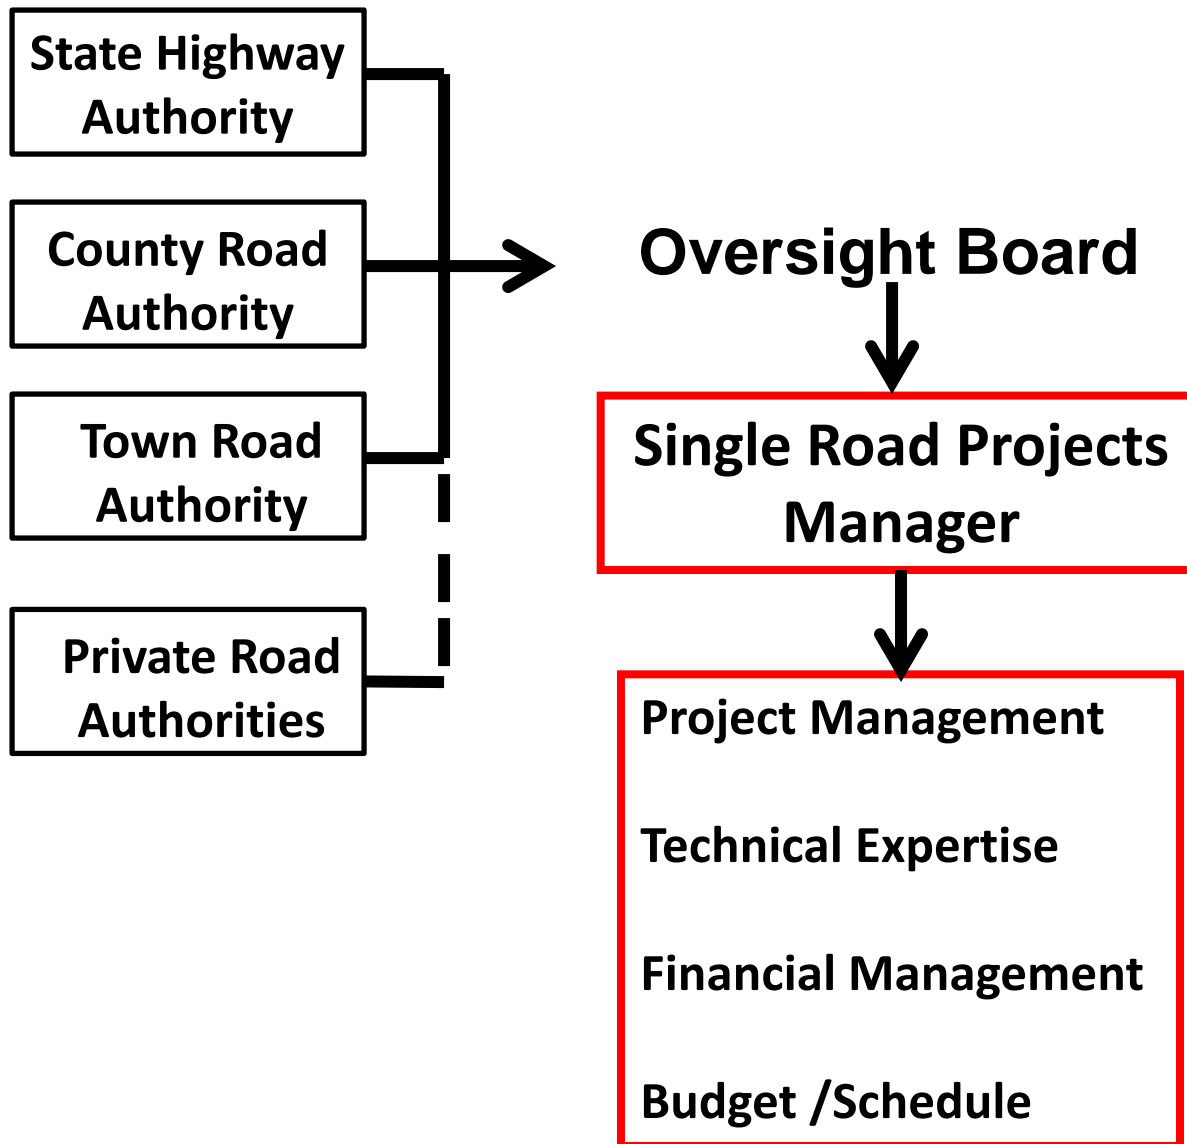 State Highway
Authority
County Road
Authority
Town Road
Authority
Private Road
Authorities
Oversight Board
Single Road Projects
Manager
Project Management
Technical Expertise
Financial Management
Budget /Schedule